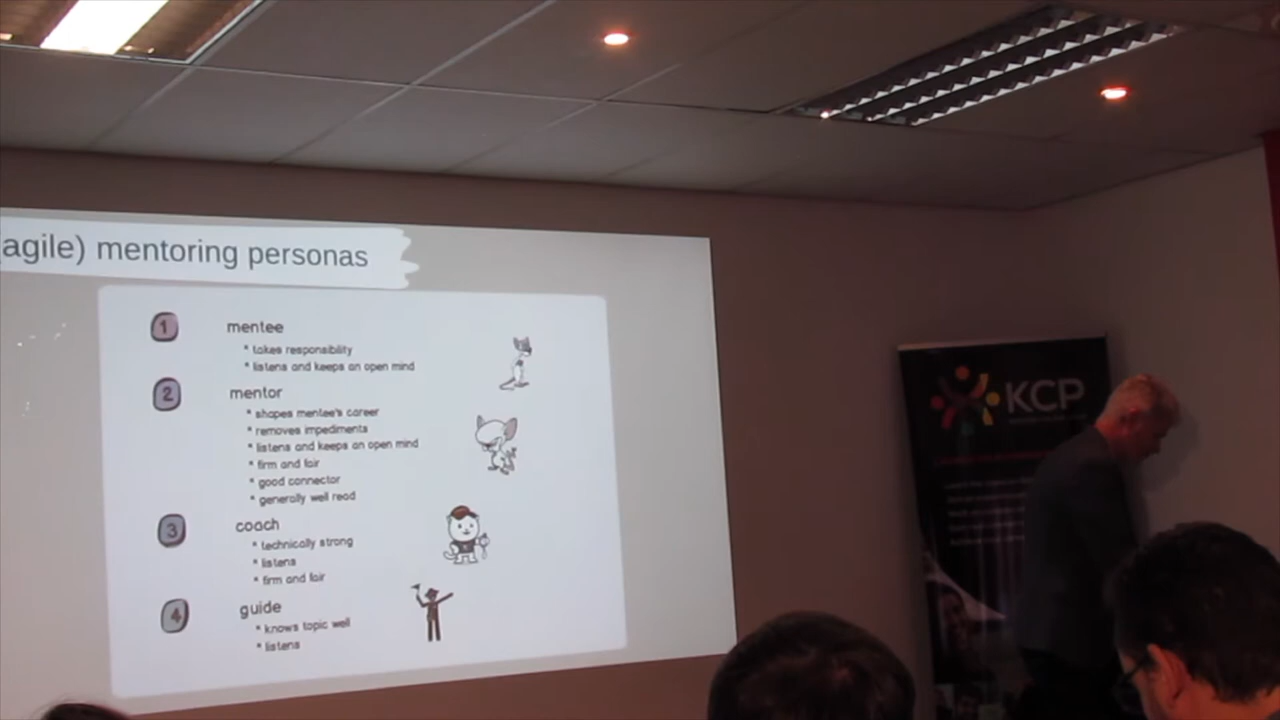 (agile) mentoring personas
1 mentee
* takes responsibility
* listens and keeps an open mind
2 mentor
* shapes mentee's career
* removes impediments
* listens and keeps an open mind
* firm and fair
* good connector
* generally well read
3 coach
* technically strong
* listens
* firm and fair
4 guide
* knows topic well
* listens
KCP